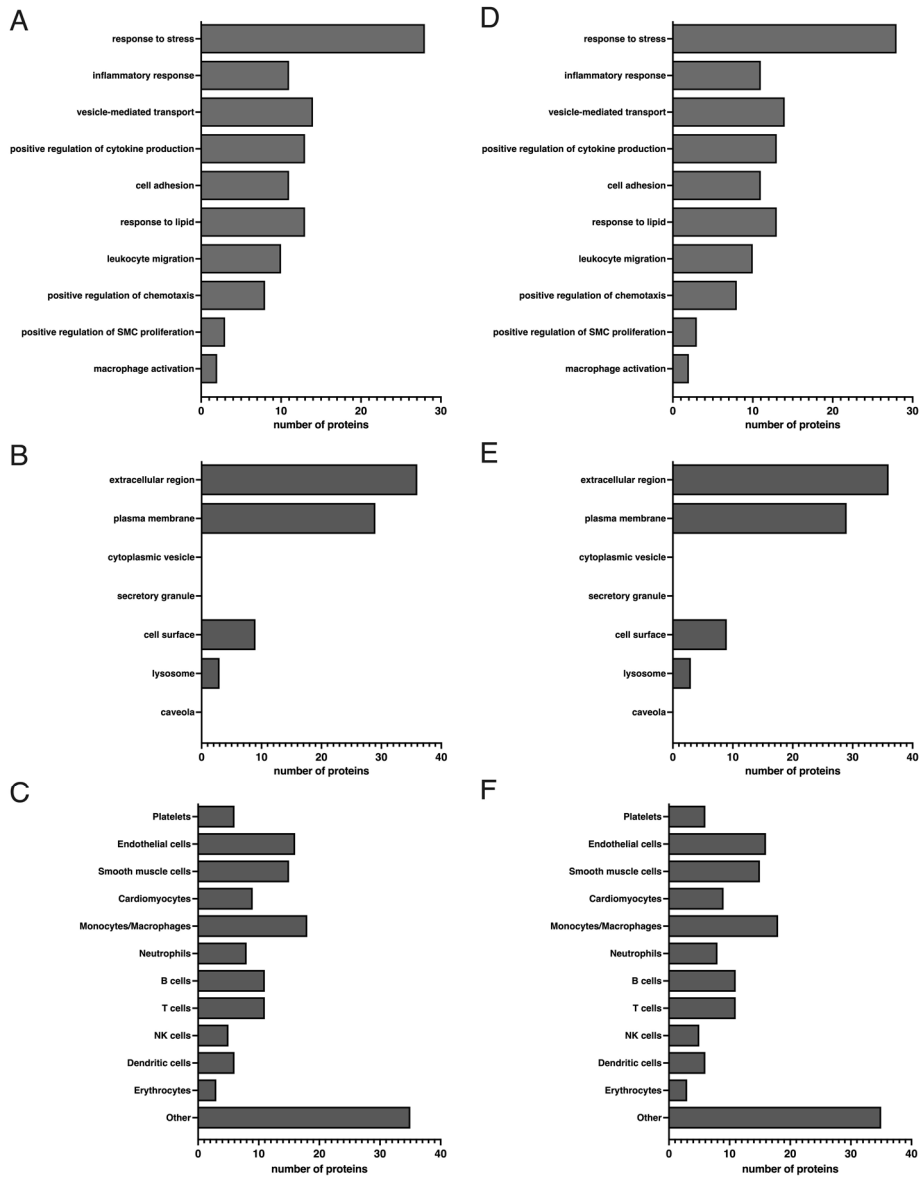 A
response to stress
inflammatory response
vesicle-mediated transport
positive regulation of cytokine production
cell adhesion
response to lipid
leukocyte migration
positive regulation of chemotaxis
positive regulation of SMC proliferation
macrophage activation
0 10 20 30
number of proteins
B
extracellular region
plasma membrane
cytoplasmic vesicle
secretory granule
cell surface
lysosome
caveola
0 10 20 30 40
number of proteins
C
Platelets
Endothelial cells
Smooth muscle cells
Cardiomyocytes
Monocytes/Macrophages
Neutrophils
B cells
T cells
NK cells
Dendritic cells
Erythrocytes
Other
0 10 20 30 40
number of proteins
D
response to stress
inflammatory response
vesicle-mediated transport
positive regulation of cytokine production
cell adhesion
response to lipid
leukocyte migration
positive regulation of chemotaxis
positive regulation of SMC proliferation
macrophage activation
0 10 20 30
number of proteins
E
extracellular region
plasma membrane
cytoplasmic vesicle
secretory granule
cell surface
lysosome
caveola
0 10 20 30 40
number of proteins
F
Platelets
Endothelial cells
Smooth muscle cells
Cardiomyocytes
Monocytes/Macrophages
Neutrophils
B cells
T cells
NK cells
Dendritic cells
Erythrocytes
Other
0 10 20 30 40
number of proteins